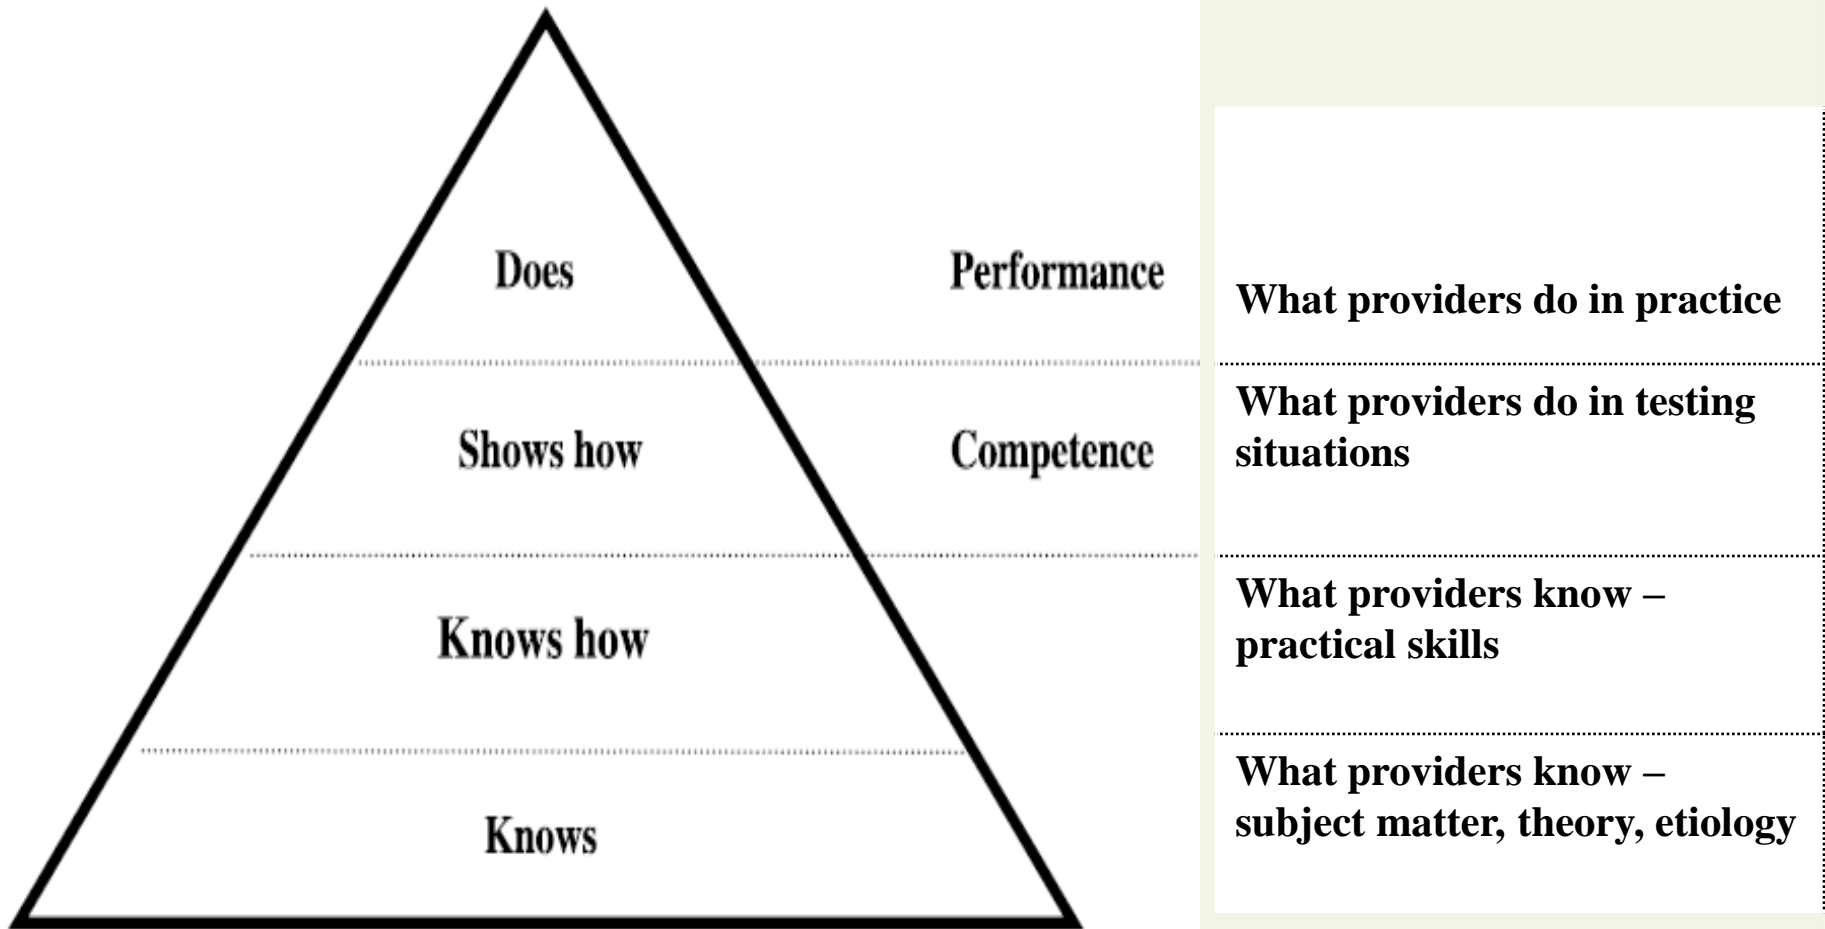 Does
Performance
What providers do in practice
Shows how
Competence
What providers do in testing
situations
Knows how
What providers know –
practical skills
Knows
What providers know –
subject matter, theory, etiology